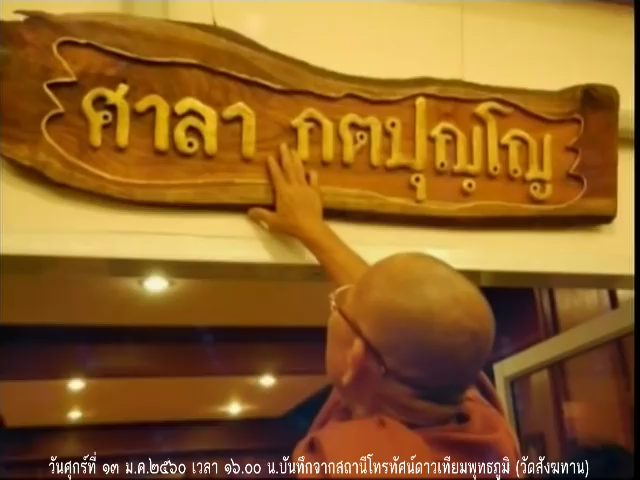 ศาลา กตปุญฺโญ
วันศุกร์ที่ ๑๓ ม.ค.๒๕๖๐ เวลา ๑๖.๐๐ น.บันทึกจากสถานีโทรทัศน์ดาวเทียมพุทธภูมิ (วัดสังฆทาน)